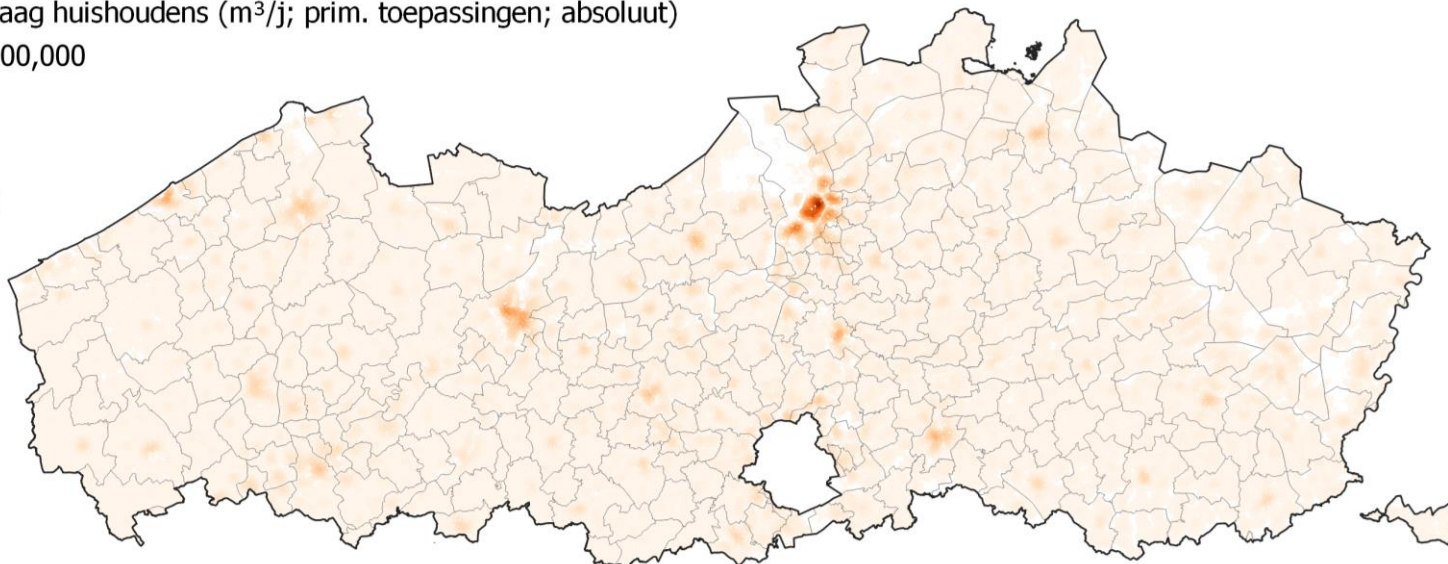 aag huishoudens (m³/j; prim. toepassingen; absoluut)
00,000